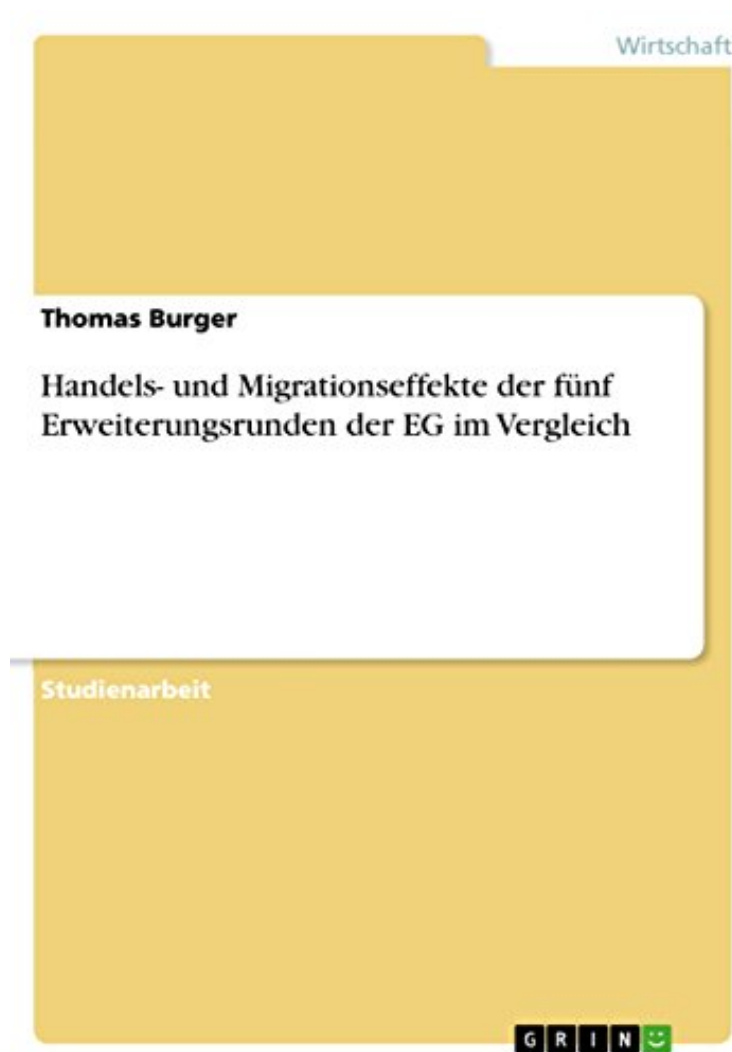 Wirtschaft
Thomas Burger
Handels- und Migrationseffekte der fünf
Erweiterungsrunden der EG im Vergleich
Studienarbeit
GRIN